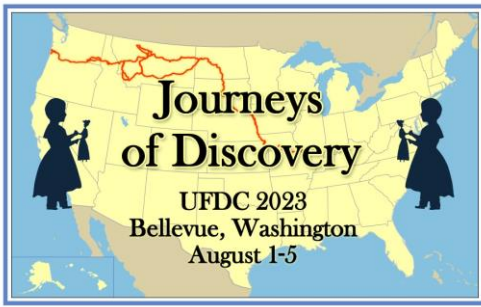 Journeys
of Discovery
UFDC 2023
Bellevue, Washington
August 1-5